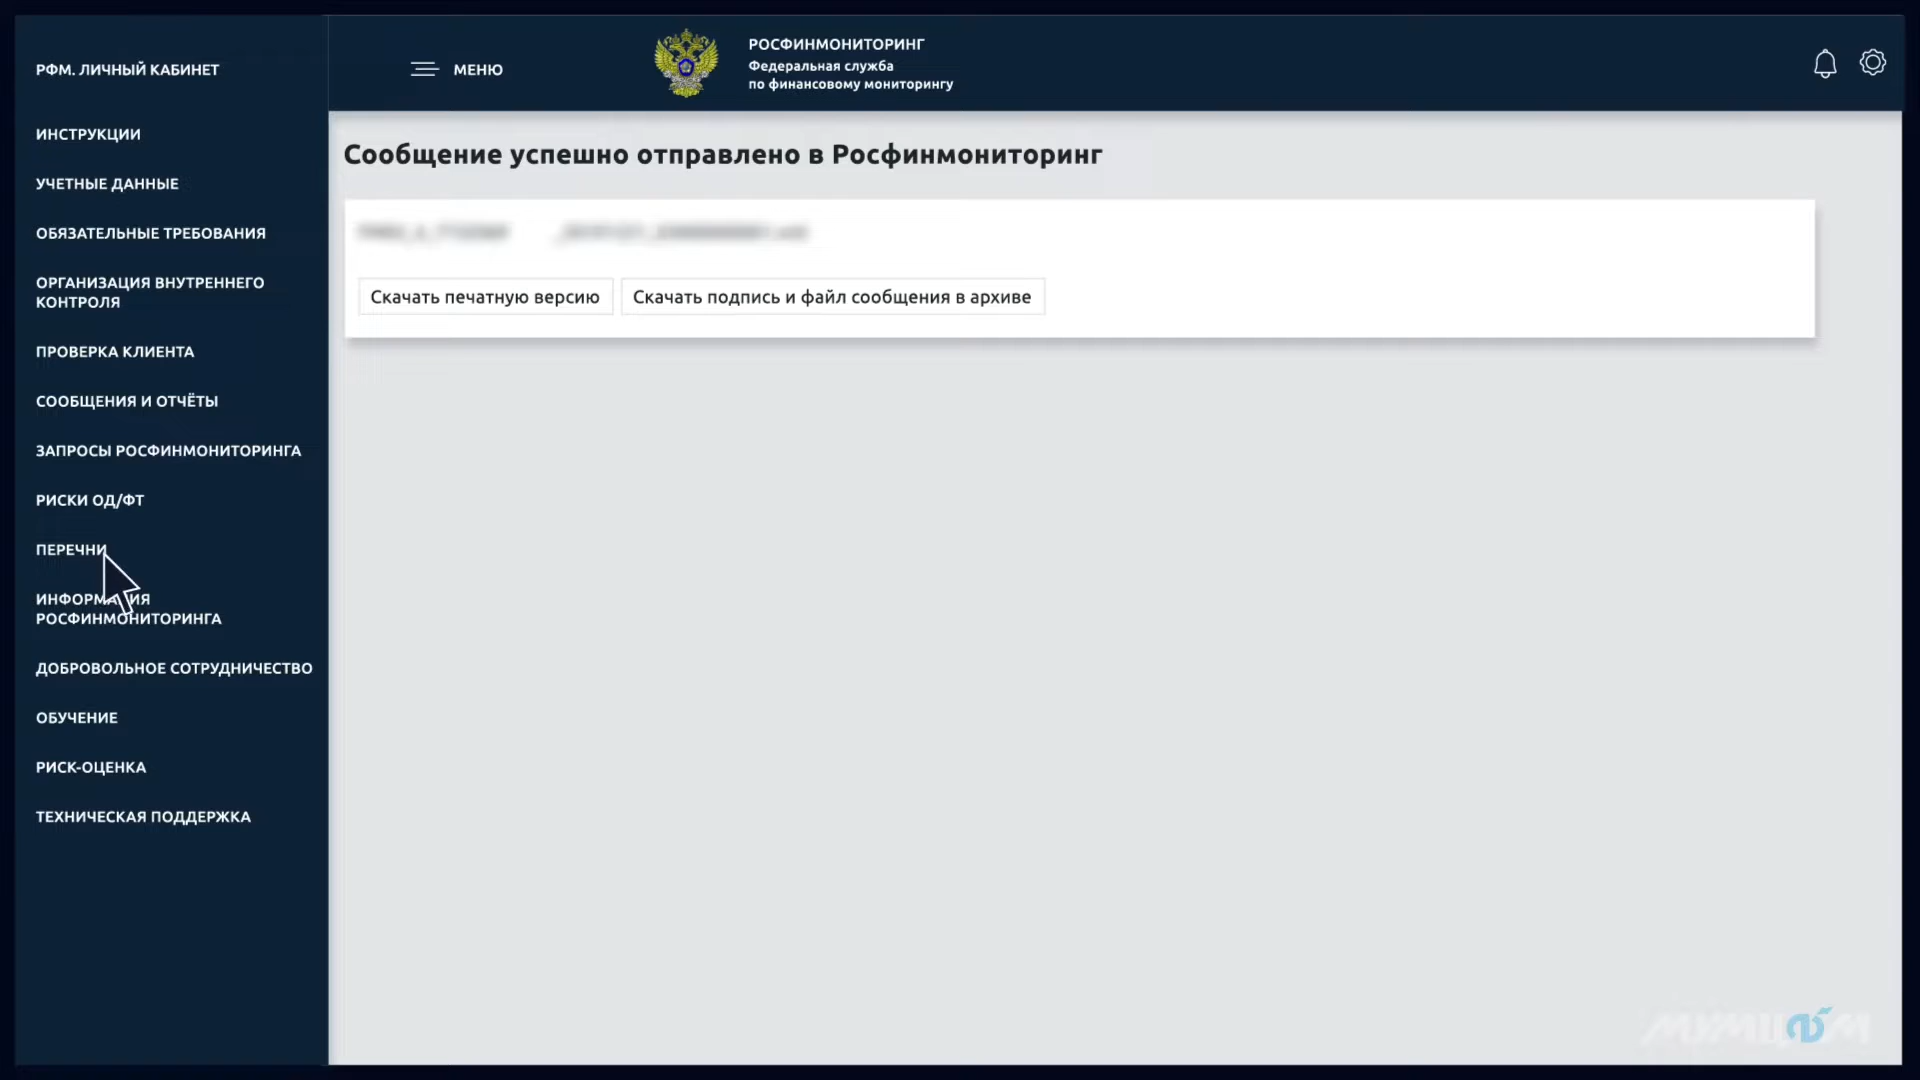 РФМ. ЛИЧНЫЙ КАБИНЕТ
ИНСТРУКЦИИ
УЧЕТНЫЕ ДАННЫЕ
ОБЯЗАТЕЛЬНЫЕ ТРЕБОВАНИЯ
ОРГАНИЗАЦИЯ ВНУТРЕННЕГО
КОНТРОЛЯ
ПРОВЕРКА КЛИЕНТА
СООБЩЕНИЯ И ОТЧЁТЫ
ЗАПРОСЫ РОСФИНМОНИТОРИНГА
РИСКИ ОД/ФТ
ПЕРЕЧНИ
ИНФОРМАЦИЯ
РОСФИНМОНИТОРИНГА
ДОБРОВОЛЬНОЕ СОТРУДНИЧЕСТВО
ОБУЧЕНИЕ
РИСК-ОЦЕНКА
ТЕХНИЧЕСКАЯ ПОДДЕРЖКА
МЕНЮ
РОСФИНМОНИТОРИНГ
Федеральная служба
по финансовому мониторингу
Сообщение успешно отправлено в Росфинмониторинг
Скачать печатную версию
Скачать подпись и файл сообщения в архиве
МУМЦФМ